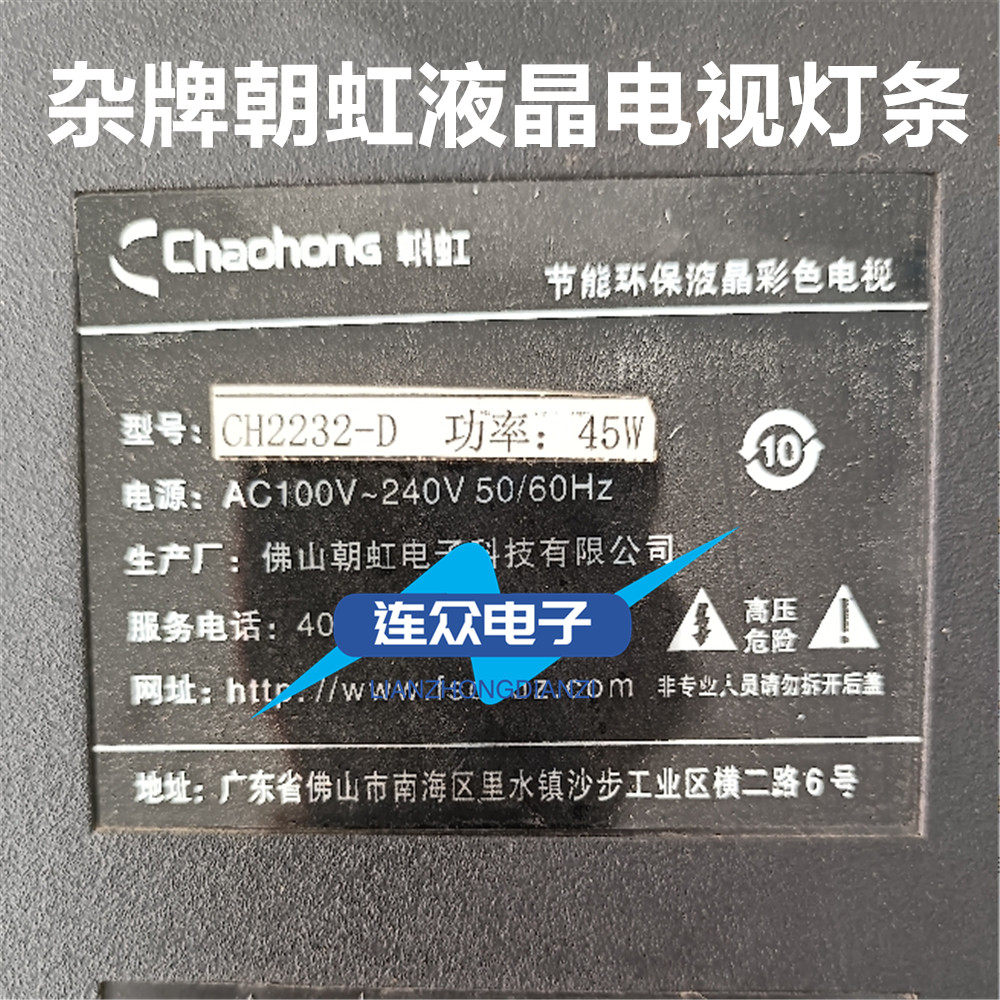 杂牌朝虹液晶电视灯条
Chaohong 朝虹
节能环保液晶彩色电视
型号: CH2232-D 功率: 45W
10
电源: AC100V~240V 50/60Hz
生产厂: 佛山朝虹电子科技有限公司
服务电话: 40
连众电子
高压
危险
网址: http://www.
LIANZHONGDIANZI
非专业人员请勿拆开后盖
地址: 广东省佛山市南海区里水镇沙步工业区横二路6号